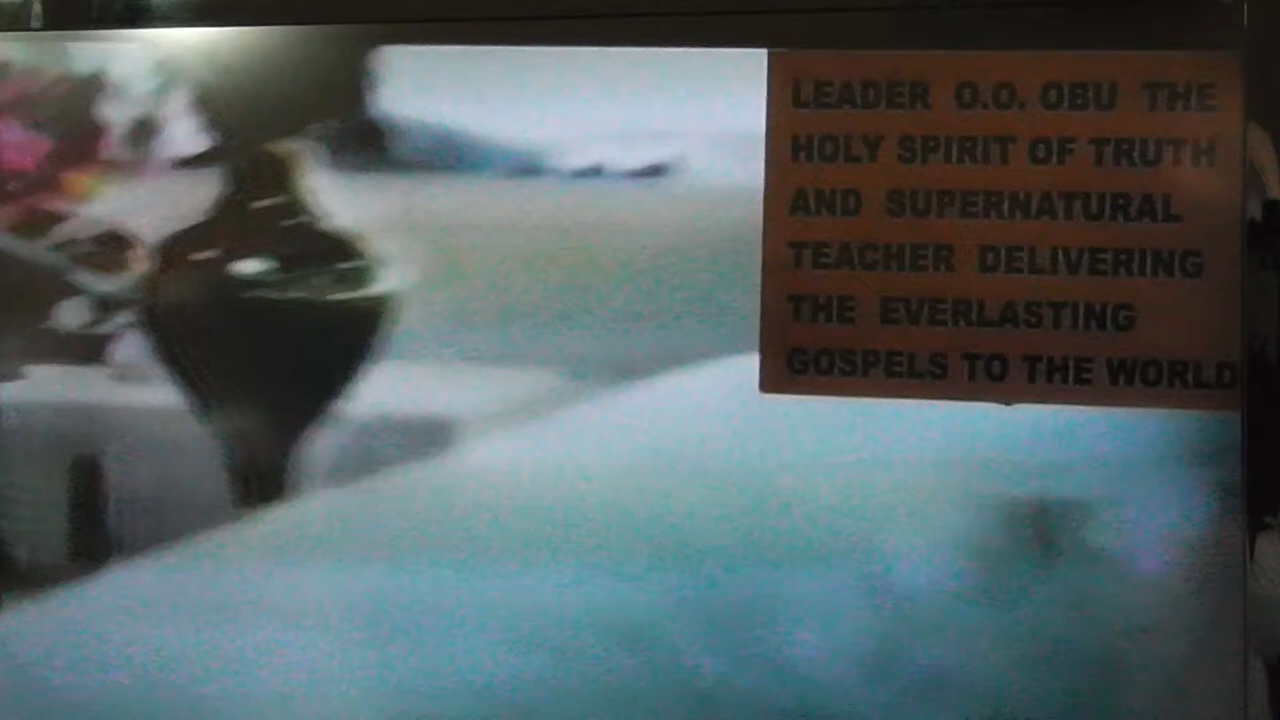 LEADER O.O. OBU THE
HOLY SPIRIT OF TRUTH
AND SUPERNATURAL
TEACHER DELIVERING
THE EVERLASTING
GOSPELS TO THE WORLD